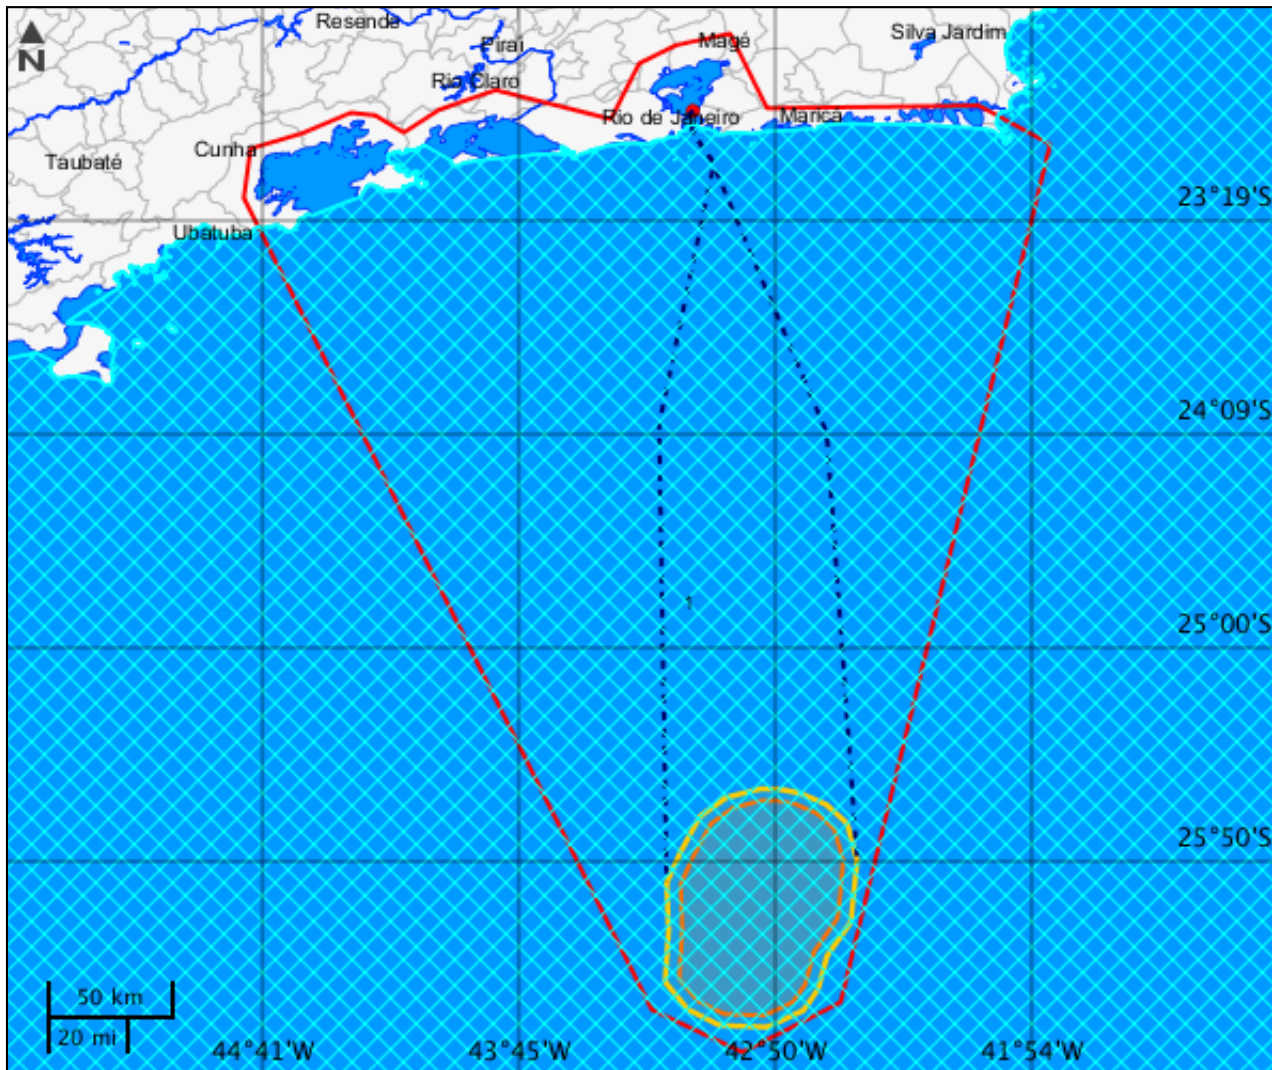 Resende
Silva Jardim
Magé
Piraí
Rio Claro
N
Rio de Janeiro
Maricá
Cunha
Taubaté
23°19'S
Ubatuba
24°09'S
1
25°00'S
25°50'S
50 km
20 mi
44°41'W
43°45'W
42°50'W
41°54'W